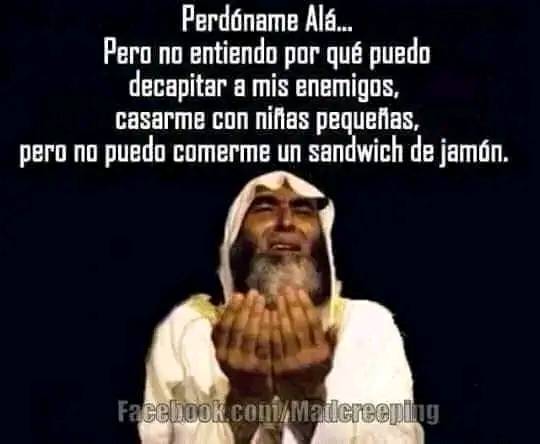 Perdóname Alá...
Pero no entiendo por qué puedo
decapitar a mis enemigos,
casarme con niñas pequeñas,
pero no puedo comerme un sandwich de jamón.
Facebook.com/Madcreeping